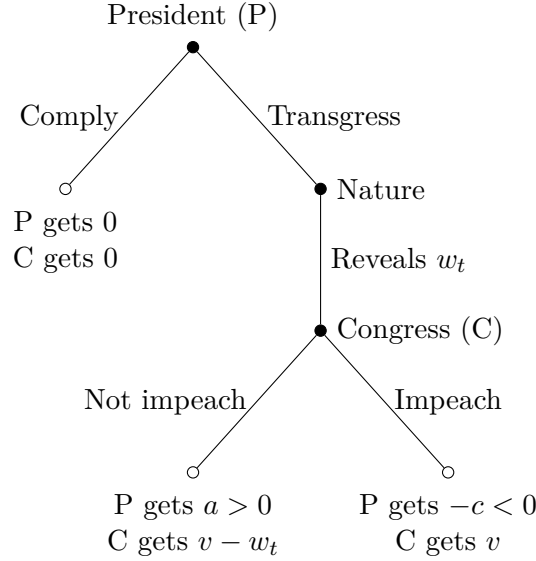 President (P)
Comply
Transgress
Nature
P gets 0
C gets 0
Reveals $w_t$
Congress (C)
Not impeach
Impeach
P gets $a > 0$
C gets $v - w_t$
P gets $-c < 0$
C gets $v$